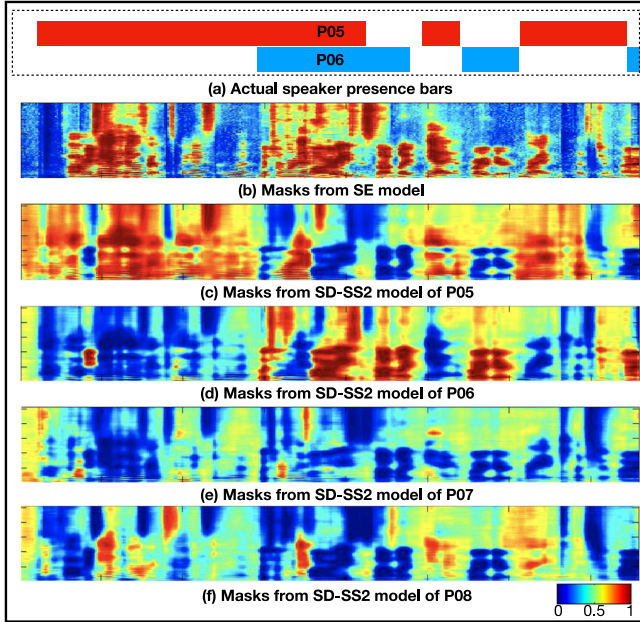 P05
P06
(a) Actual speaker presence bars
(b) Masks from SE model
(c) Masks from SD-SS2 model of P05
(d) Masks from SD-SS2 model of P06
(e) Masks from SD-SS2 model of P07
(f) Masks from SD-SS2 model of P08
0 0.5 1